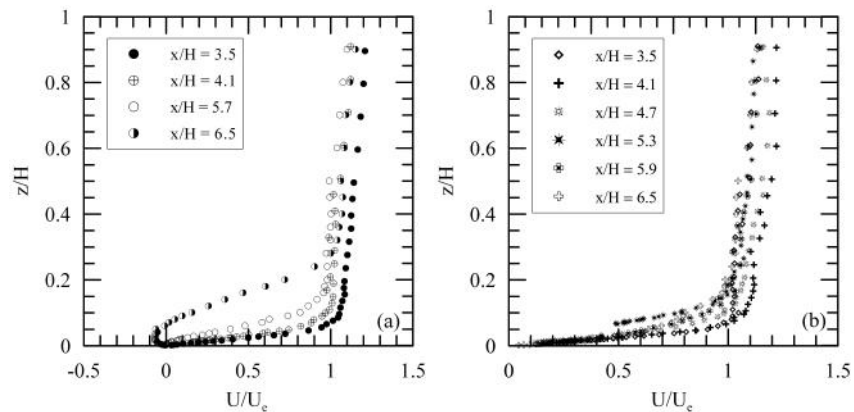 1
0.8
0.6
0.4
0.2
0
z/H
x/H = 3.5
x/H = 4.1
x/H = 5.7
x/H = 6.5
(a)
-0.5 0 0.5 1 1.5
U/Ue
1
0.8
0.6
0.4
0.2
0
z/H
x/H = 3.5
x/H = 4.1
x/H = 4.7
x/H = 5.3
x/H = 5.9
x/H = 6.5
(b)
0 0.5 1 1.5
U/Ue